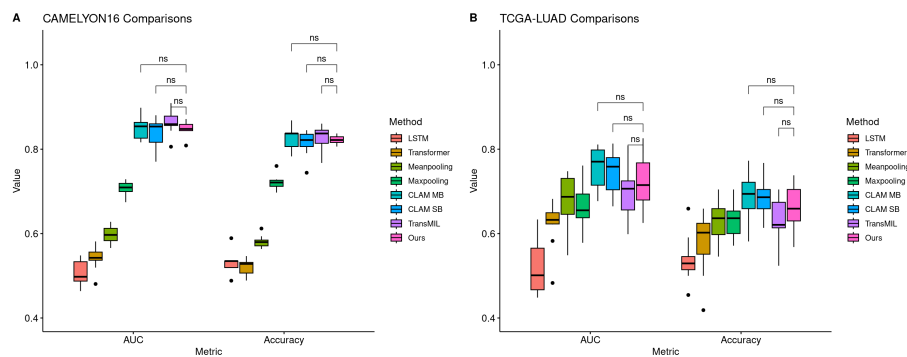 A CAMELYON16 Comparisons
Value
1.0
0.8
0.6
0.4
ns
ns
ns
ns
ns
ns
AUC
Accuracy
Metric
Method
LSTM
Transformer
Meanpooling
Maxpooling
CLAM MB
CLAM SB
TransMIL
Ours
B TCGA-LUAD Comparisons
Value
1.0
0.8
0.6
0.4
ns
ns
ns
ns
ns
ns
AUC
Accuracy
Metric
Method
LSTM
Transformer
Meanpooling
Maxpooling
CLAM MB
CLAM SB
TransMIL
Ours